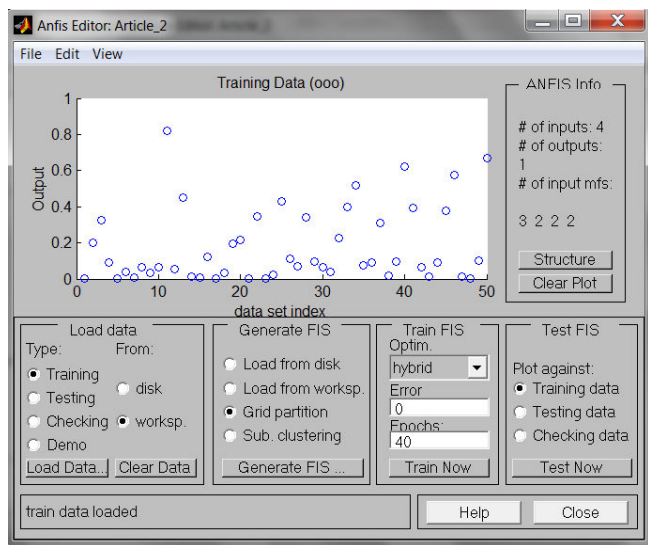 Anfis Editor: Article_2
File Edit View
Training Data (ooo)
1
0.8
0.6
0.4
0.2
0
Output
0 10 20 30 40 50
data set index
ANFIS Info
# of inputs: 4
# of outputs:
1
# of input mfs:
3 2 2 2
Structure
Clear Plot
Load data
Type: From:
Training
Testing
Checking
Demo
disk
worksp.
Load Data... Clear Data
Generate FIS
Load from disk
Load from worksp.
Grid partition
Sub. clustering
Generate FIS ...
Train FIS
Optim.
hybrid
Error
0
Epochs:
40
Train Now
Test FIS
Plot against:
Training data
Testing data
Checking data
Test Now
train data loaded
Help
Close